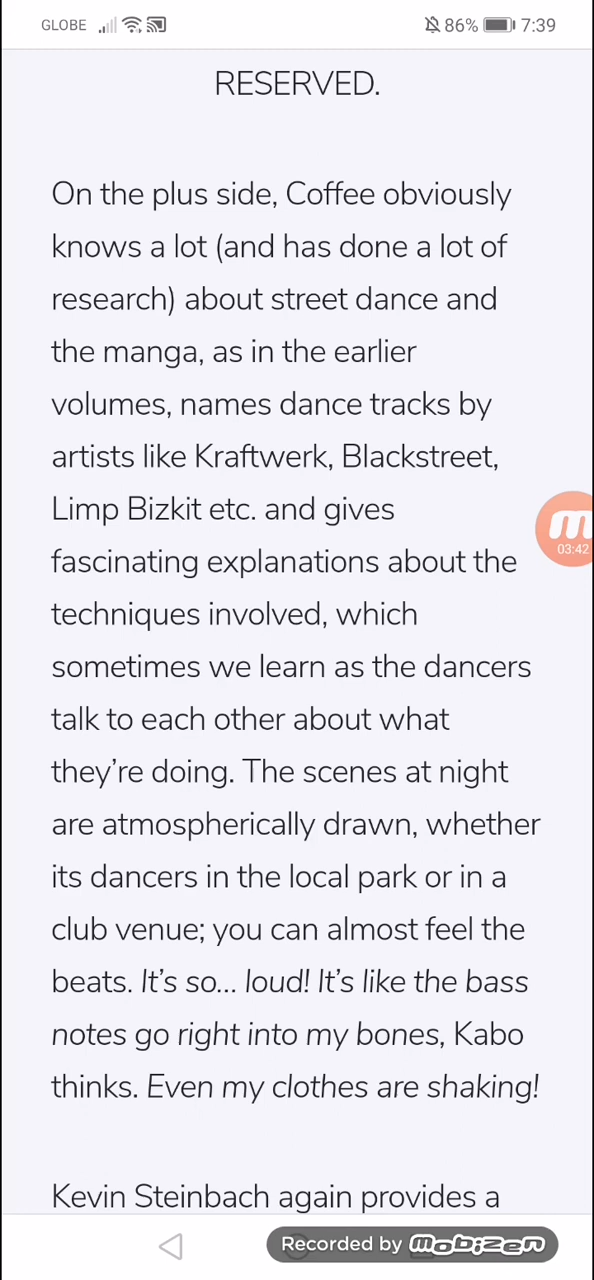 GLOBE 86% 7:39
RESERVED.
On the plus side, Coffee obviously
knows a lot (and has done a lot of
research) about street dance and
the manga, as in the earlier
volumes, names dance tracks by
artists like Kraftwerk, Blackstreet,
Limp Bizkit etc. and gives
fascinating explanations about the
techniques involved, which
sometimes we learn as the dancers
talk to each other about what
they’re doing. The scenes at night
are atmospherically drawn, whether
its dancers in the local park or in a
club venue; you can almost feel the
beats. It’s so... loud! It’s like the bass
notes go right into my bones, Kabo
thinks. Even my clothes are shaking!
Kevin Steinbach again provides a
m
03:42
Recorded by mobizen